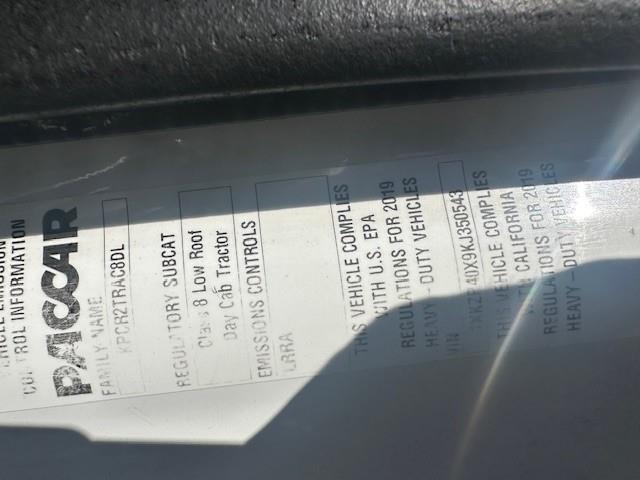 VEHICLE EMISSION
CONTROL INFORMATION
PACCAR
FAMILY NAME
KPCR2TRAC8DL
REGULATORY SUBCAT
Class 8 Low Roof
Day Cab Tractor
EMISSIONS CONTROLS
LRRA
THIS VEHICLE COMPLIES
WITH U.S. EPA
REGULATIONS FOR 2019
HEAVY-DUTY VEHICLES
VIN
THIS VEHICLE COMPLIES
WITH CALIFORNIA
REGULATIONS FOR 2019
HEAVY-DUTY VEHICLES